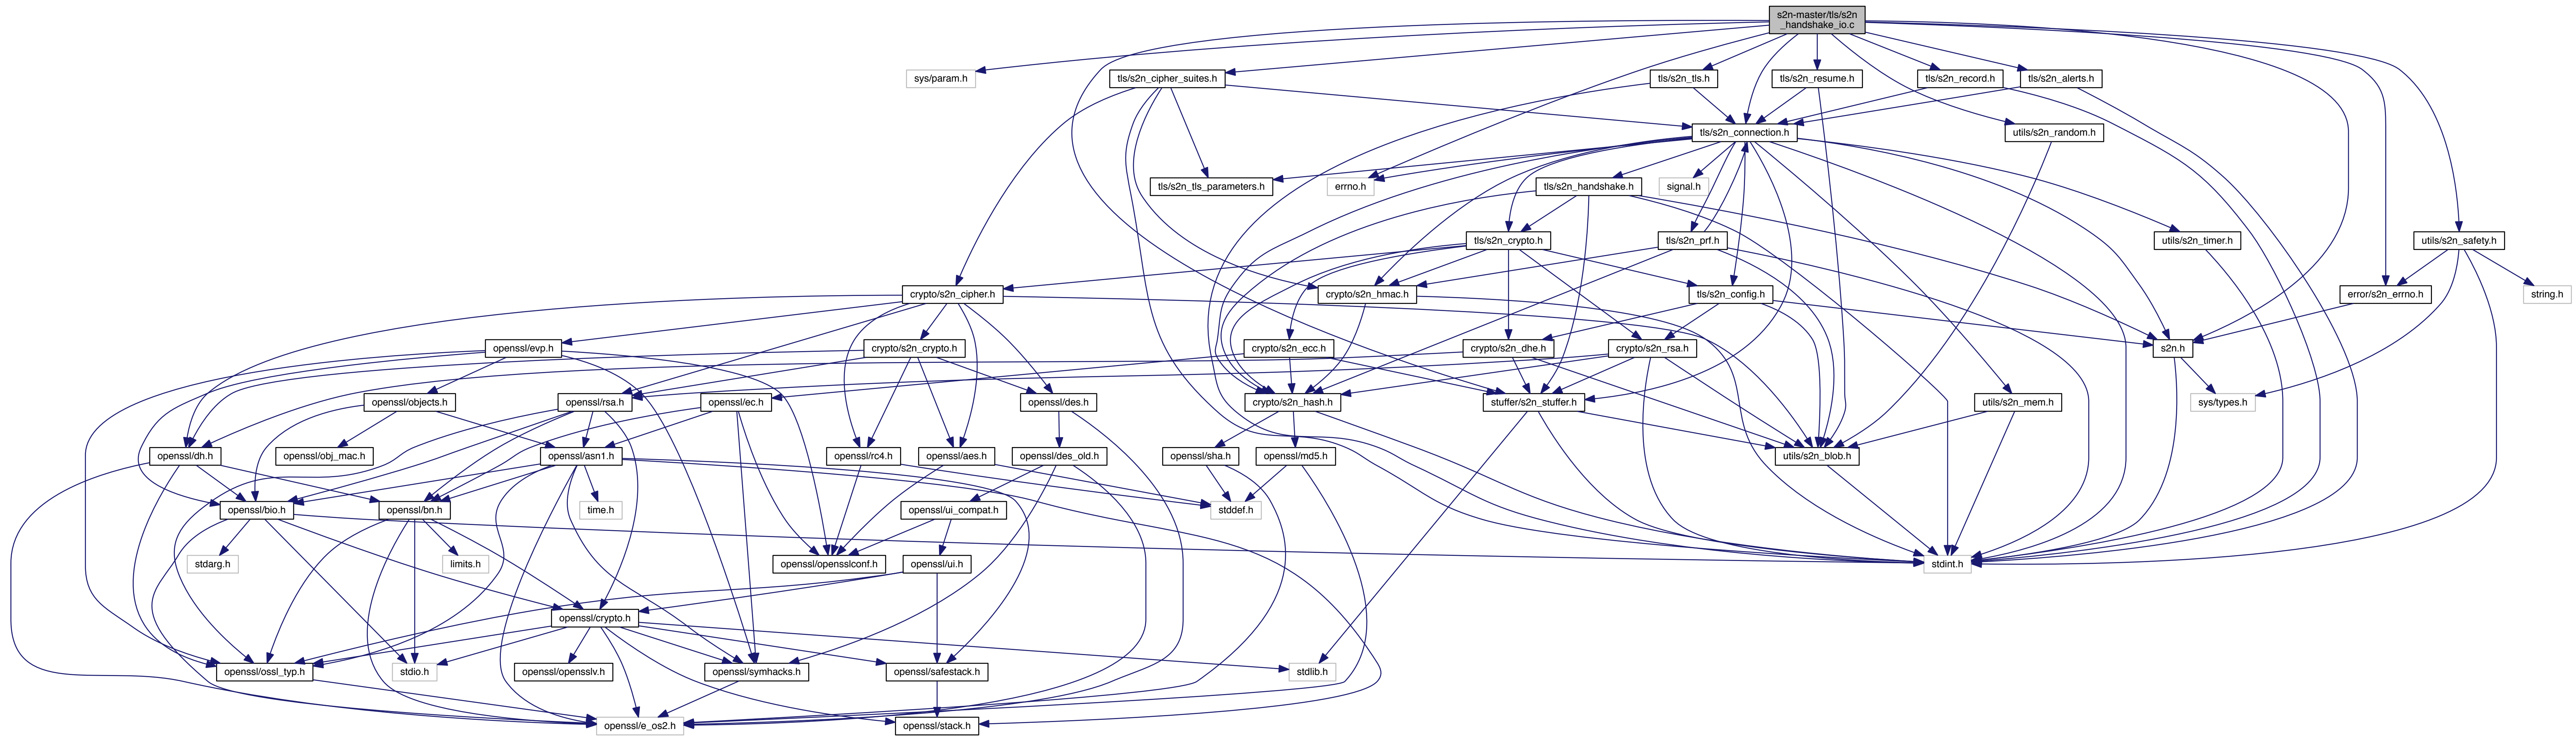 s2n-master/tls/s2n
_handshake_io.c
sys/param.h
tls/s2n_cipher_suites.h
tls/s2n_tls.h
tls/s2n_resume.h
tls/s2n_record.h
tls/s2n_alerts.h
tls/s2n_connection.h
utils/s2n_random.h
tls/s2n_tls_parameters.h
errno.h
tls/s2n_handshake.h
signal.h
tls/s2n_crypto.h
tls/s2n_prf.h
utils/s2n_timer.h
utils/s2n_safety.h
crypto/s2n_cipher.h
crypto/s2n_hmac.h
tls/s2n_config.h
error/s2n_errno.h
string.h
openssl/evp.h
crypto/s2n_crypto.h
crypto/s2n_ecc.h
crypto/s2n_dhe.h
crypto/s2n_rsa.h
s2n.h
openssl/objects.h
openssl/rsa.h
openssl/ec.h
openssl/des.h
crypto/s2n_hash.h
stuffer/s2n_stuffer.h
utils/s2n_mem.h
sys/types.h
openssl/dh.h
openssl/obj_mac.h
openssl/asn1.h
openssl/rc4.h
openssl/aes.h
openssl/des_old.h
openssl/sha.h
openssl/md5.h
utils/s2n_blob.h
openssl/bio.h
openssl/bn.h
time.h
openssl/ui_compat.h
stddef.h
stdarg.h
limits.h
openssl/opensslconf.h
openssl/ui.h
stdint.h
openssl/crypto.h
openssl/ossl_typ.h
stdio.h
openssl/opensslv.h
openssl/symhacks.h
openssl/safestack.h
stdlib.h
openssl/e_os2.h
openssl/stack.h